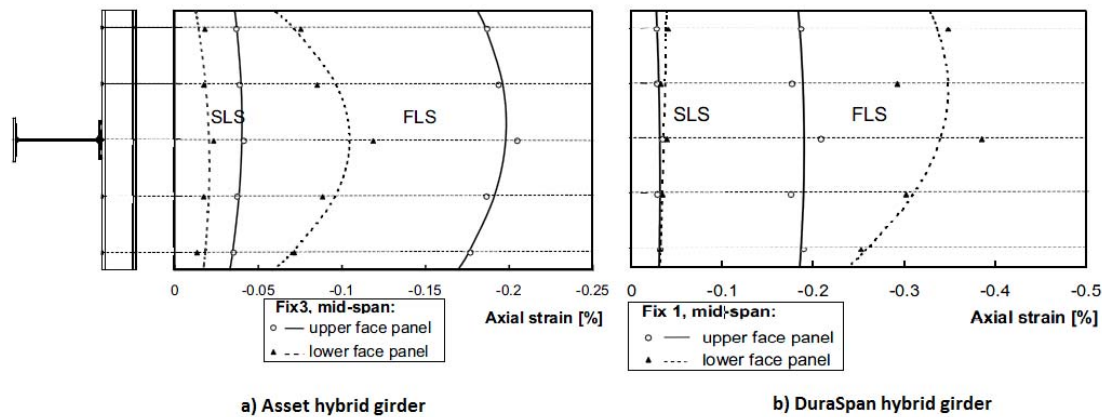 SLS
FLS
0
-0.05
-0.1
-0.15
-0.2
-0.25
Fix3, mid-span:
upper face panel
lower face panel
Axial strain [%]
a) Asset hybrid girder
SLS
FLS
0
-0.1
-0.2
-0.3
-0.4
-0.5
Fix 1, mid-span:
upper face panel
lower face panel
Axial strain [%]
b) DuraSpan hybrid girder